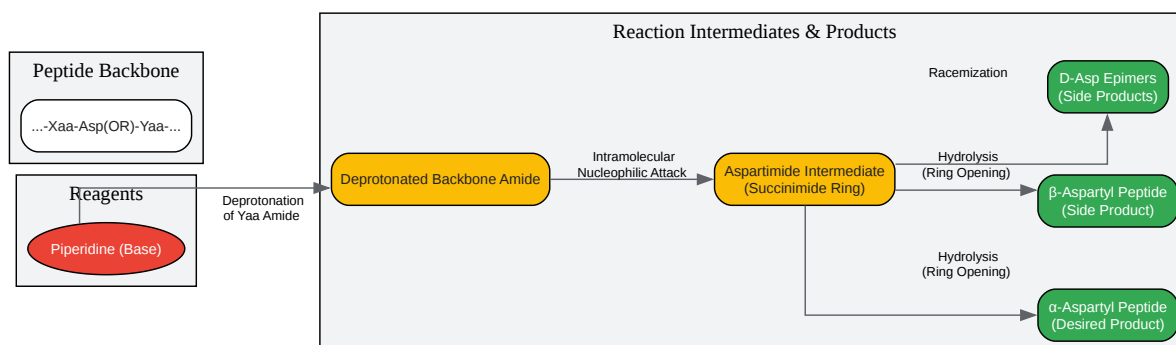 Reaction Intermediates & Products
Peptide Backbone
...-Xaa-Asp(OR)-Yaa-...
Reagents
Piperidine (Base)
Deprotonation
of Yaa Amide
Deprotonated Backbone Amide
Intramolecular
Nucleophilic Attack
Aspartimide Intermediate
(Succinimide Ring)
Racemization
D-Asp Epimers
(Side Products)
Hydrolysis
(Ring Opening)
β-Aspartyl Peptide
(Side Product)
Hydrolysis
(Ring Opening)
α-Aspartyl Peptide
(Desired Product)